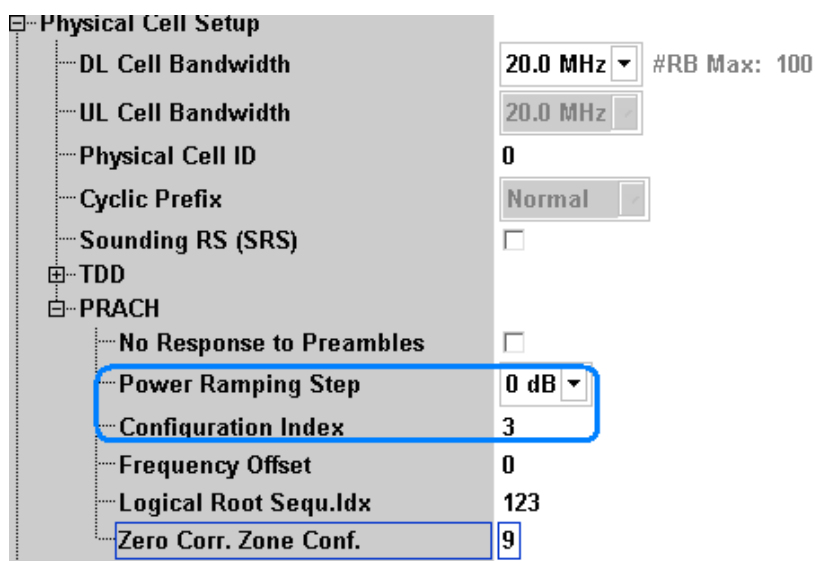 Physical Cell Setup
DL Cell Bandwidth 20.0 MHz #RB Max: 100
UL Cell Bandwidth 20.0 MHz
Physical Cell ID 0
Cyclic Prefix Normal
Sounding RS (SRS)
TDD
PRACH
No Response to Preambles
Power Ramping Step 0 dB
Configuration Index 3
Frequency Offset 0
Logical Root Sequ.Idx 123
Zero Corr. Zone Conf. 9